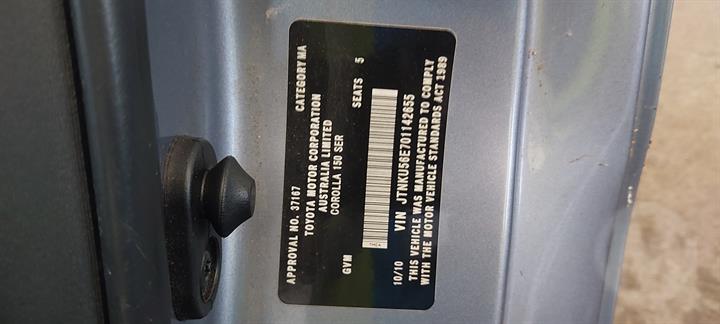 APPROVAL NO. 37167 CATEGORY MA
TOYOTA MOTOR CORPORATION
AUSTRALIA LIMITED
COROLLA 150 SER
GVM SEATS 5
10/10 VIN JTNKU56E701142655
THIS VEHICLE WAS MANUFACTURED TO COMPLY
WITH THE MOTOR VEHICLE STANDARDS ACT 1989